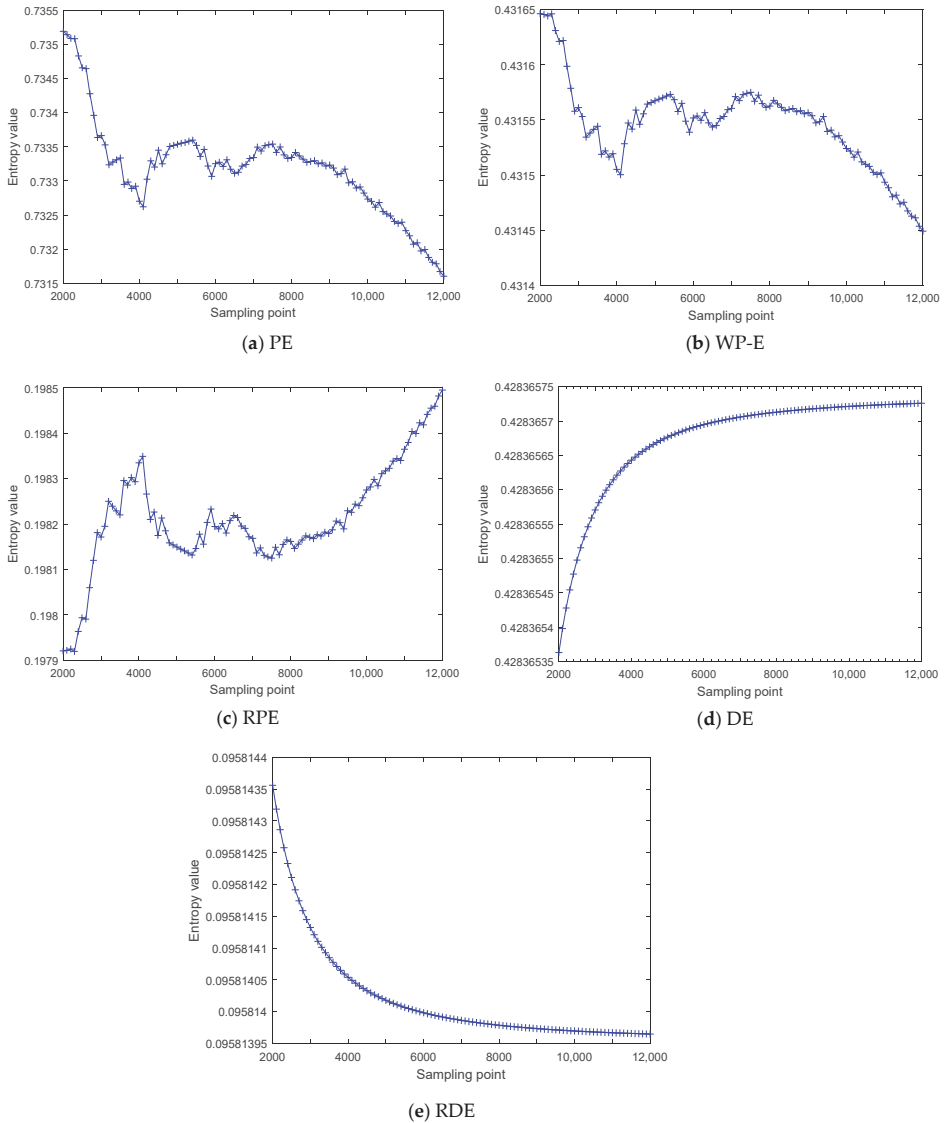 0.7355
0.735
0.7345
0.734
0.7335
0.733
0.7325
0.732
0.7315
Entropy value
2000 4000 6000 8000 10,000 12,000
Sampling point
(a) PE
0.43165
0.4316
0.43155
0.4315
0.43145
0.4314
Entropy value
2000 4000 6000 8000 10,000 12,000
Sampling point
(b) WP-E
0.1985
0.1984
0.1983
0.1982
0.1981
0.198
0.1979
Entropy value
2000 4000 6000 8000 10,000 12,000
Sampling point
(c) RPE
0.42836575
0.4283657
0.42836565
0.4283656
0.42836555
0.4283655
0.42836545
0.4283654
0.42836535
Entropy value
2000 4000 6000 8000 10,000 12,000
Sampling point
(d) DE
0.0958144
0.09581435
0.0958143
0.09581425
0.0958142
0.09581415
0.0958141
0.09581405
0.095814
0.09581395
Entropy value
2000 4000 6000 8000 10,000 12,000
Sampling point
(e) RDE